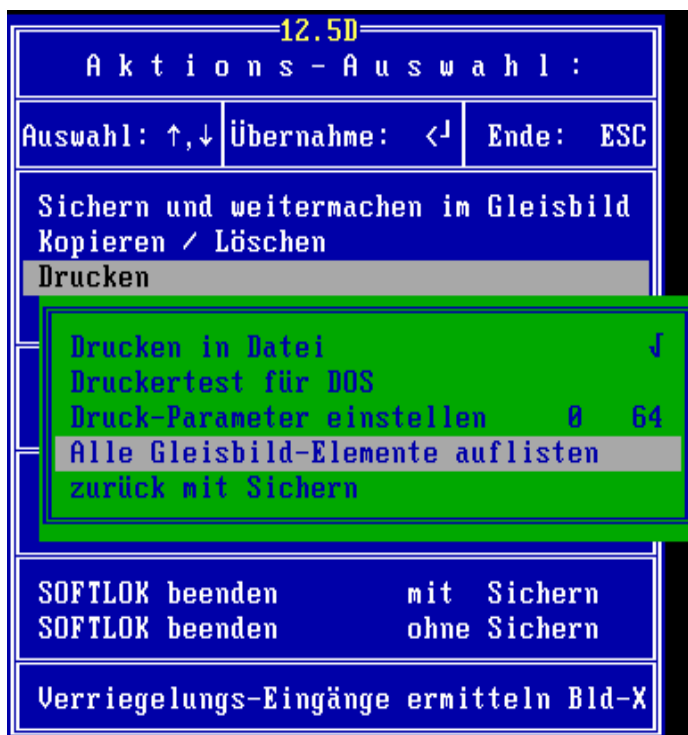 12.5D
Aktions-Auswahl:
Auswahl: ↑,↓ Übernahme: <┘ Ende: ESC
Sichern und weitermachen im Gleisbild
Kopieren / Löschen
Drucken
Drucken in Datei √
Druckertest für DOS
Druck-Parameter einstellen 0 64
Alle Gleisbild-Elemente auflisten
zurück mit Sichern
SOFTLOK beenden mit Sichern
SOFTLOK beenden ohne Sichern
Verriegelungs-Eingänge ermitteln Bld-X